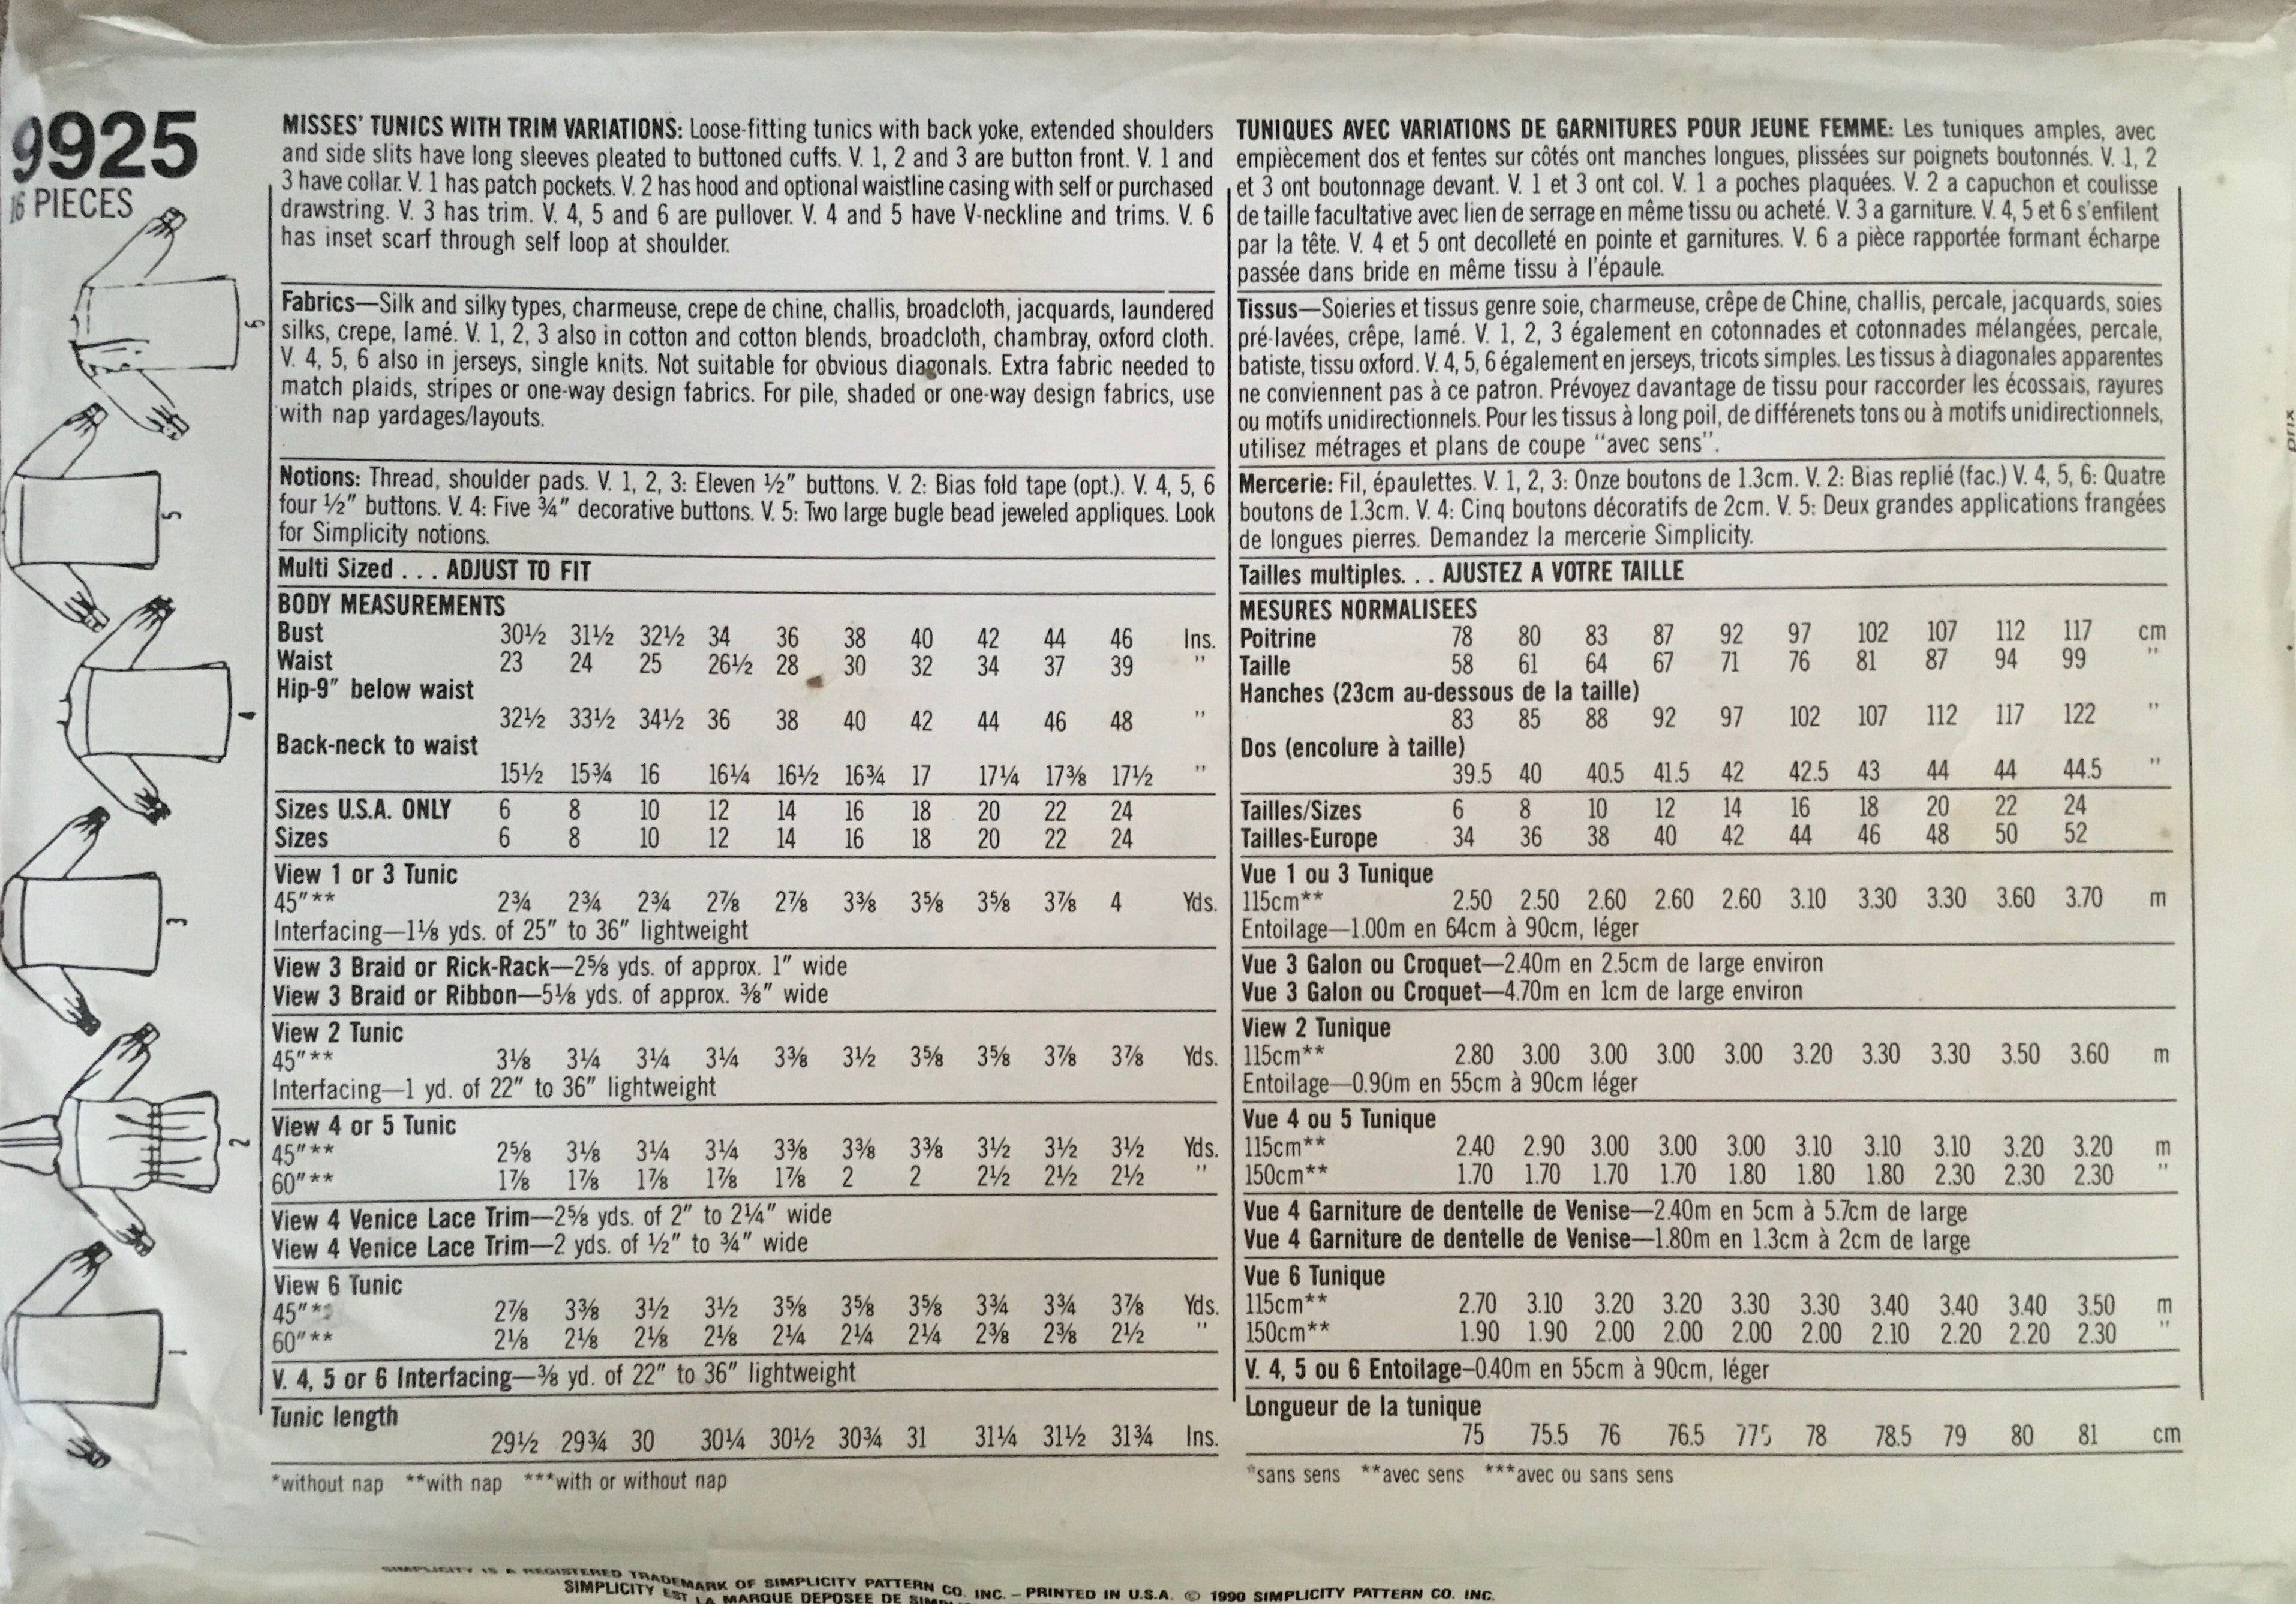 9925
16 PIECES
MISSES' TUNICS WITH TRIM VARIATIONS: Loose-fitting tunics with back yoke, extended shoulders
and side slits have long sleeves pleated to buttoned cuffs. V. 1, 2 and 3 are button front. V. 1 and
3 have collar. V. 1 has patch pockets. V. 2 has hood and optional waistline casing with self or purchased
drawstring. V. 3 has trim. V. 4, 5 and 6 are pullover. V. 4 and 5 have V-neckline and trims. V. 6
has inset scarf through self loop at shoulder.
Fabrics—Silk and silky types, charmeuse, crepe de chine, challis, broadcloth, jacquards, laundered
silks, crepe, lamé. V. 1, 2, 3 also in cotton and cotton blends, broadcloth, chambray, oxford cloth.
V. 4, 5, 6 also in jerseys, single knits. Not suitable for obvious diagonals. Extra fabric needed to
match plaids, stripes or one-way design fabrics. For pile, shaded or one-way design fabrics, use
with nap yardages/layouts.
Notions: Thread, shoulder pads. V. 1, 2, 3: Eleven ½" buttons. V. 2: Bias fold tape (opt.). V. 4, 5, 6
four ½" buttons. V. 4: Five ¾" decorative buttons. V. 5: Two large bugle bead jeweled appliques. Look
for Simplicity notions.
Multi Sized . . . ADJUST TO FIT
BODY MEASUREMENTS
Bust 30½ 31½ 32½ 34 36 38 40 42 44 46 Ins.
Waist 23 24 25 26½ 28 30 32 34 37 39 "
Hip-9" below waist
32½ 33½ 34½ 36 38 40 42 44 46 48 "
Back-neck to waist
15½ 15¾ 16 16¼ 16½ 16¾ 17 17¼ 17⅜ 17½ "
Sizes U.S.A. ONLY 6 8 10 12 14 16 18 20 22 24
Sizes 6 8 10 12 14 16 18 20 22 24
View 1 or 3 Tunic
45"** 2¾ 2¾ 2¾ 2⅞ 2⅞ 3⅜ 3⅝ 3⅝ 3⅞ 4 Yds.
Interfacing—1⅛ yds. of 25" to 36" lightweight
View 3 Braid or Rick-Rack—2⅝ yds. of approx. 1" wide
View 3 Braid or Ribbon—5⅛ yds. of approx. ⅜" wide
View 2 Tunic
45"** 3⅛ 3¼ 3¼ 3¼ 3⅜ 3½ 3⅝ 3⅝ 3⅞ 3⅞ Yds.
Interfacing—1 yd. of 22" to 36" lightweight
View 4 or 5 Tunic
45"** 2⅝ 3⅛ 3¼ 3¼ 3⅜ 3⅜ 3⅜ 3½ 3½ 3½ Yds.
60"** 1⅞ 1⅞ 1⅞ 1⅞ 1⅞ 2 2 2½ 2½ 2½ "
View 4 Venice Lace Trim—2⅝ yds. of 2" to 2¼" wide
View 4 Venice Lace Trim—2 yds. of ½" to ¾" wide
View 6 Tunic
45"** 2⅞ 3⅜ 3½ 3½ 3⅝ 3⅝ 3⅝ 3¾ 3¾ 3⅞ Yds.
60"** 2⅛ 2⅛ 2⅛ 2⅛ 2¼ 2¼ 2¼ 2⅜ 2⅜ 2½ "
V. 4, 5 or 6 Interfacing—⅜ yd. of 22" to 36" lightweight
Tunic length
29½ 29¾ 30 30¼ 30½ 30¾ 31 31¼ 31½ 31¾ Ins.
*without nap **with nap ***with or without nap
TUNIQUES AVEC VARIATIONS DE GARNITURES POUR JEUNE FEMME: Les tuniques amples, avec
empiècement dos et fentes sur côtés ont manches longues, plissées sur poignets boutonnés. V. 1, 2
et 3 ont boutonnage devant. V. 1 et 3 ont col. V. 1 a poches plaquées. V. 2 a capuchon et coulisse
de taille facultative avec lien de serrage en même tissu ou acheté. V. 3 a garniture. V. 4, 5 et 6 s'enfilent
par la tête. V. 4 et 5 ont decolleté en pointe et garnitures. V. 6 a pièce rapportée formant écharpe
passée dans bride en même tissu à l'épaule.
Tissus—Soieries et tissus genre soie, charmeuse, crêpe de Chine, challis, percale, jacquards, soies
pré-lavées, crêpe, lamé. V. 1, 2, 3 également en cotonnades et cotonnades mélangées, percale,
batiste, tissu oxford. V. 4, 5, 6 également en jerseys, tricots simples. Les tissus à diagonales apparentes
ne conviennent pas à ce patron. Prévoyez davantage de tissu pour raccorder les écossais, rayures
ou motifs unidirectionnels. Pour les tissus à long poil, de différenets tons ou à motifs unidirectionnels,
utilisez métrages et plans de coupe "avec sens".
Mercerie: Fil, épaulettes. V. 1, 2, 3: Onze boutons de 1.3cm. V. 2: Bias replié (fac.) V. 4, 5, 6: Quatre
boutons de 1.3cm. V. 4: Cinq boutons décoratifs de 2cm. V. 5: Deux grandes applications frangées
de longues pierres. Demandez la mercerie Simplicity.
Tailles multiples. . . AJUSTEZ A VOTRE TAILLE
MESURES NORMALISEES
Poitrine 78 80 83 87 92 97 102 107 112 117 cm
Taille 58 61 64 67 71 76 81 87 94 99 "
Hanches (23cm au-dessous de la taille)
83 85 88 92 97 102 107 112 117 122 "
Dos (encolure à taille)
39.5 40 40.5 41.5 42 42.5 43 44 44 44.5 "
Tailles/Sizes 6 8 10 12 14 16 18 20 22 24
Tailles-Europe 34 36 38 40 42 44 46 48 50 52
Vue 1 ou 3 Tunique
115cm** 2.50 2.50 2.60 2.60 2.60 3.10 3.30 3.30 3.60 3.70 m
Entoilage—1.00m en 64cm à 90cm, léger
Vue 3 Galon ou Croquet—2.40m en 2.5cm de large environ
Vue 3 Galon ou Croquet—4.70m en 1cm de large environ
View 2 Tunique
115cm** 2.80 3.00 3.00 3.00 3.00 3.20 3.30 3.30 3.50 3.60 m
Entoilage—0.90m en 55cm à 90cm léger
Vue 4 ou 5 Tunique
115cm** 2.40 2.90 3.00 3.00 3.00 3.10 3.10 3.10 3.20 3.20 m
150cm** 1.70 1.70 1.70 1.70 1.80 1.80 1.80 2.30 2.30 2.30 "
Vue 4 Garniture de dentelle de Venise—2.40m en 5cm à 5.7cm de large
Vue 4 Garniture de dentelle de Venise—1.80m en 1.3cm à 2cm de large
Vue 6 Tunique
115cm** 2.70 3.10 3.20 3.20 3.30 3.30 3.40 3.40 3.40 3.50 m
150cm** 1.90 1.90 2.00 2.00 2.00 2.00 2.10 2.20 2.20 2.30 "
V. 4, 5 ou 6 Entoilage—0.40m en 55cm à 90cm, léger
Longueur de la tunique
75 75.5 76 76.5 77.5 78 78.5 79 80 81 cm
*sans sens **avec sens ***avec ou sans sens
6
5
4
3
2
1
prix
SIMPLICITY IS A REGISTERED TRADEMARK OF SIMPLICITY PATTERN CO. INC. – PRINTED IN U.S.A. © 1990 SIMPLICITY PATTERN CO. INC.
SIMPLICITY EST LA MARQUE DEPOSEE DE